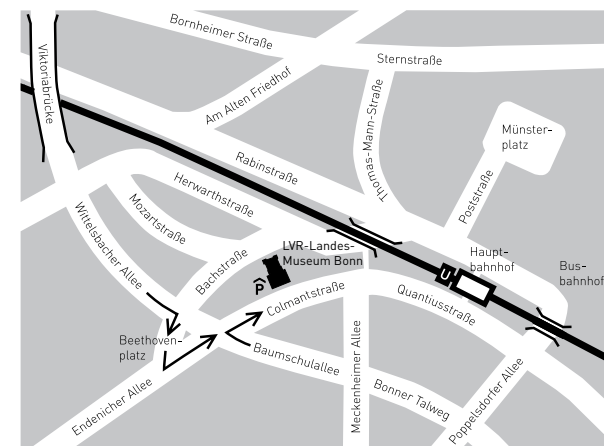 Bornheimer Straße
Sternstraße
Viktoriabrücke
Am Alten Friedhof
Thomas-Mann-Straße
Münster-
platz
Rabinstraße
Herwarthstraße
Poststraße
Mozartstraße
Wittelsbacher Allee
LVR-Landes-
Museum Bonn
Haupt-
bahnhof
U
Bus-
bahnhof
Bachstraße
P
Colmantstraße
Quantiusstraße
Beethoven-
platz
Baumschulallee
Meckenheimer Allee
Bonner Talweg
Poppelsdorfer Allee
Endenicher Allee